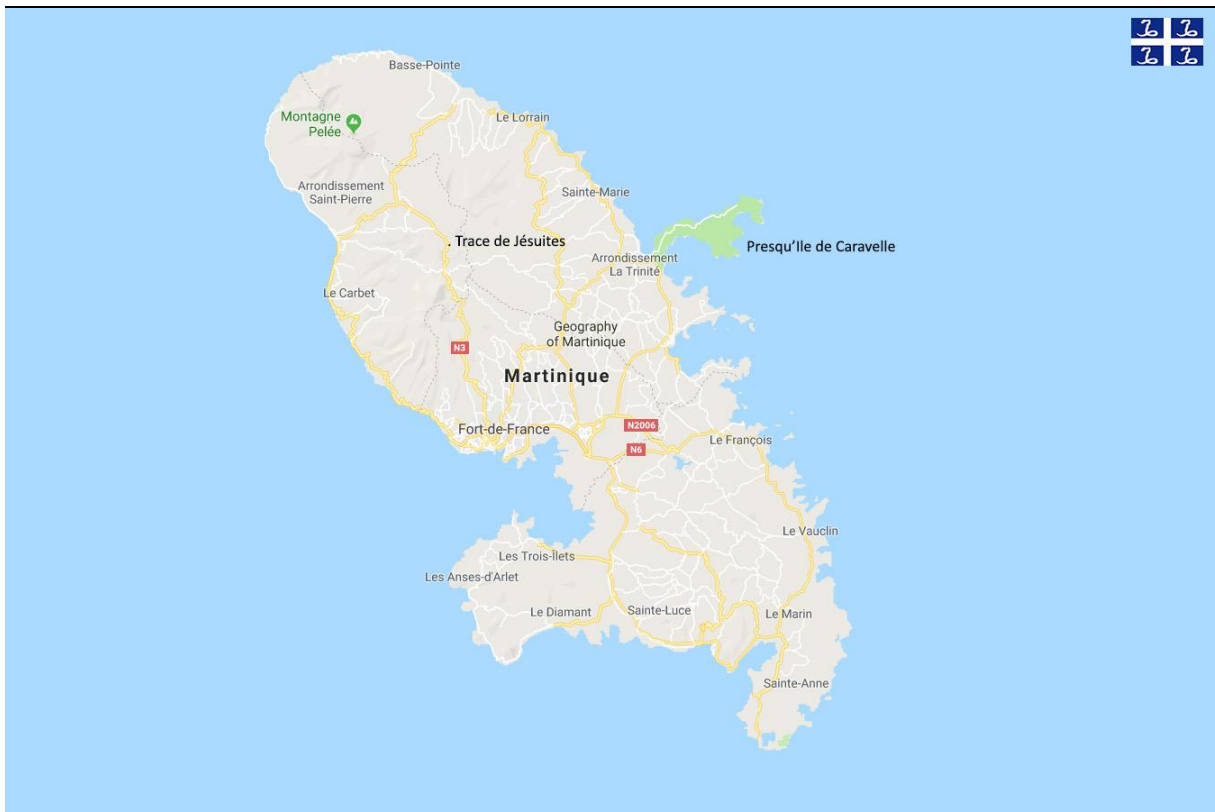 Basse-Pointe
Montagne
Pelée
Le Lorrain
Arrondissement
Saint-Pierre
Sainte-Marie
. Trace de Jésuites
Presqu'Ile de Caravelle
Arrondissement
La Trinité
Le Carbet
Geography
of Martinique
N3
Martinique
Fort-de-France
N2006
Le François
N6
Le Vauclin
Les Trois-Îlets
Les Anses-d'Arlet
Le Diamant
Sainte-Luce
Le Marin
Sainte-Anne